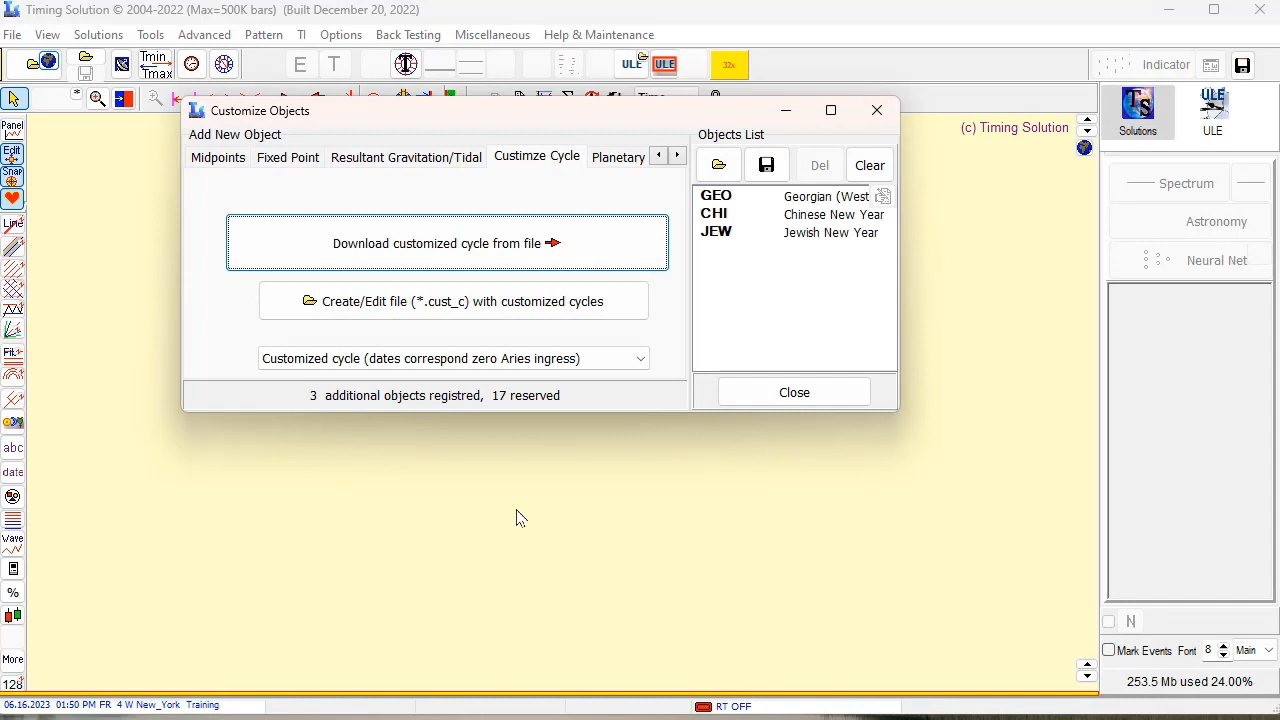 Timing Solution © 2004-2022 (Max=500K bars) (Built December 20, 2022)
File View Solutions Tools Advanced Pattern TI Options Back Testing Miscellaneous Help & Maintenance
Tmin
Tmax
E T
ULE ULE 32x
Indicator
Time
Customize Objects
Add New Object
Objects List
Midpoints Fixed Point Resultant Gravitation/Tidal Custimze Cycle Planetary
Del Clear
Download customized cycle from file
Create/Edit file (*.cust_c) with customized cycles
Customized cycle (dates correspond zero Aries ingress)
3 additional objects registred, 17 reserved
GEO Georgian (West
CHI Chinese New Year
JEW Jewish New Year
Close
(c) Timing Solution
Panel
Edit
Snap
Line
abc
date
Wave
%
More
128
TS
Solutions
ULE
ULE
Spectrum
Astronomy
Neural Net
N
Mark Events Font 8 Main
253.5 Mb used 24.00%
06.16.2023 01:50 PM FR 4 W New_York Training
RT OFF